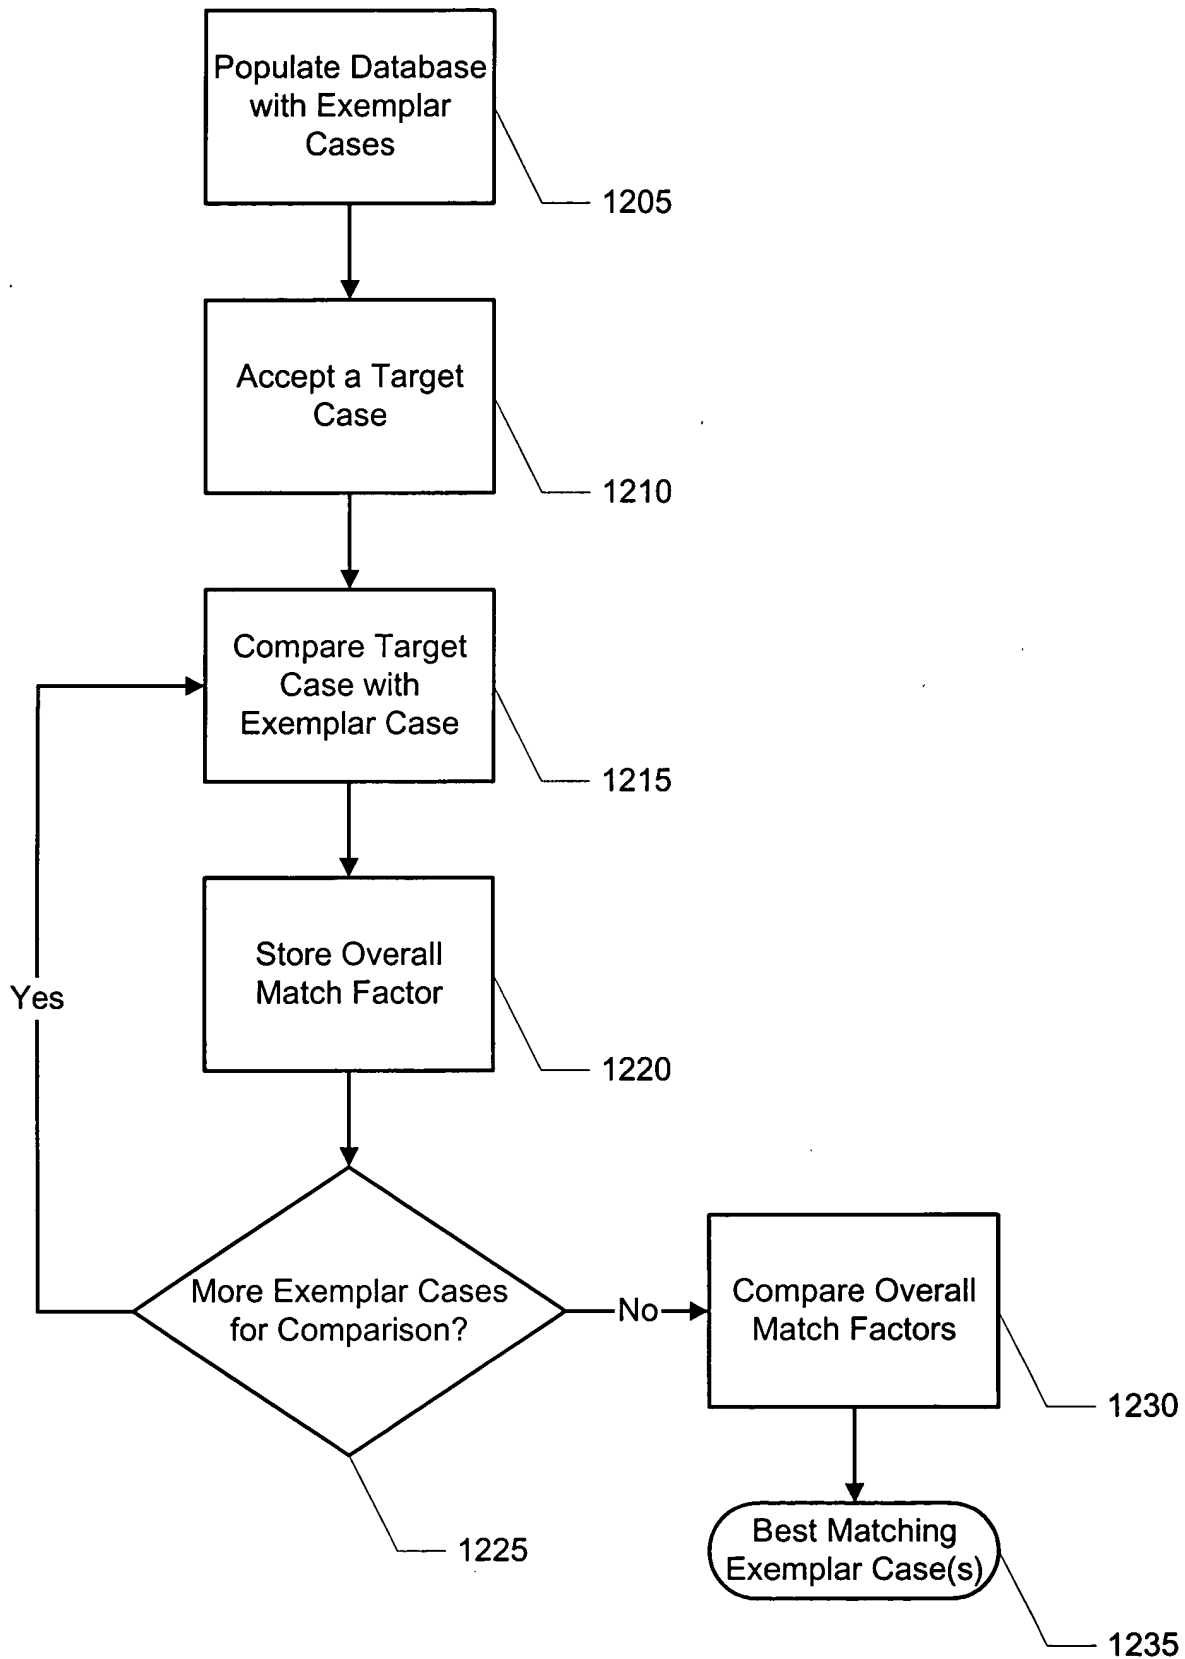 Populate Database
with Exemplar
Cases
1205
Accept a Target
Case
1210
Compare Target
Case with
Exemplar Case
1215
Store Overall
Match Factor
Yes
1220
More Exemplar Cases
for Comparison?
No
Compare Overall
Match Factors
1230
1225
Best Matching
Exemplar Case(s)
1235